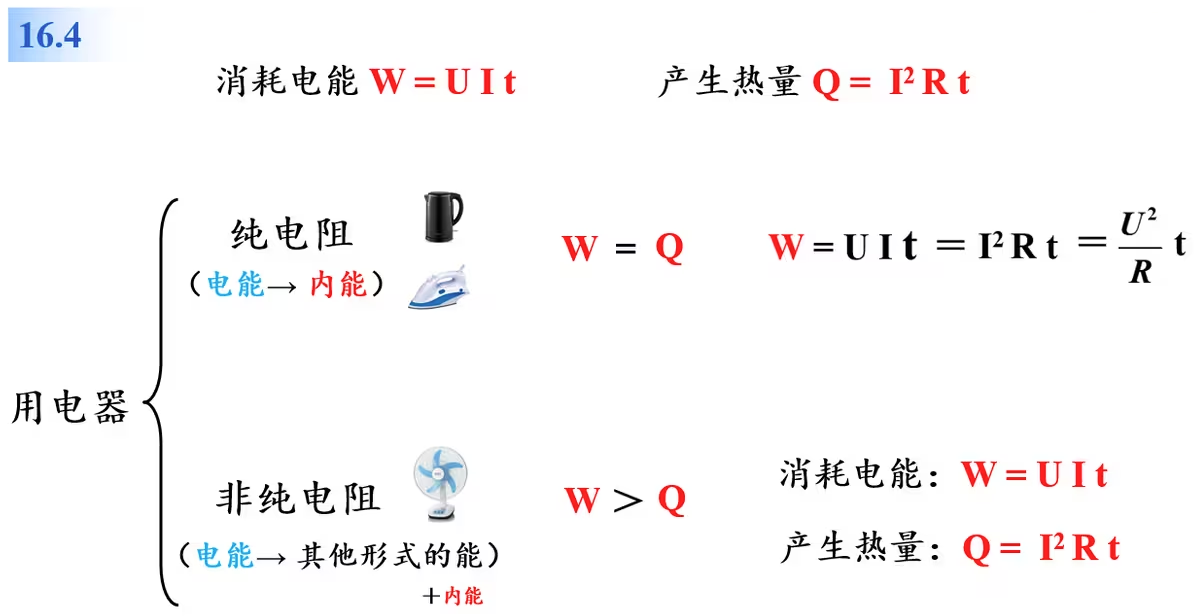 16.4
消耗电能 W = U I t
产生热量 Q = I² R t
纯电阻
（电能→ 内能）
W = Q
W = U I t = I² R t = U²/R t
用电器
非纯电阻
（电能→ 其他形式的能）
＋内能
W > Q
消耗电能：W = U I t
产生热量：Q = I² R t